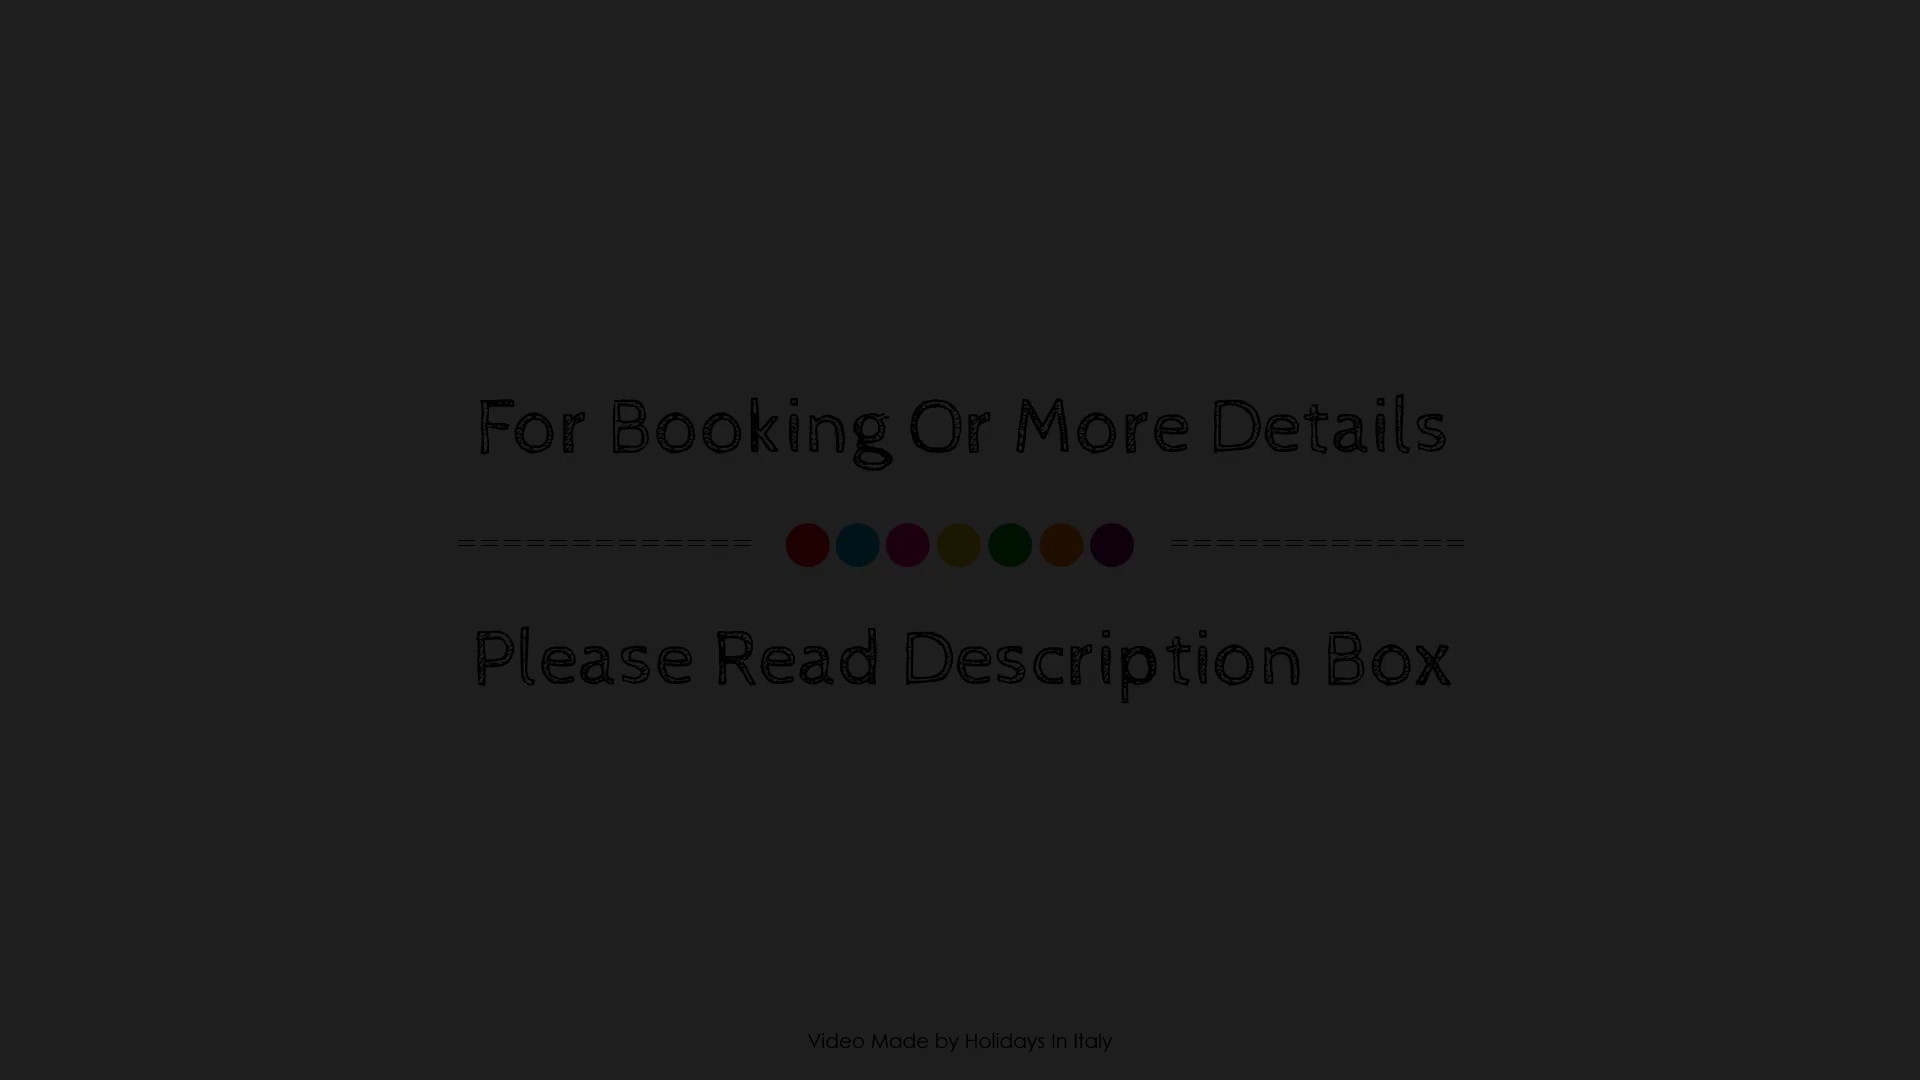 For Booking Or More Details
============= =============
Please Read Description Box
Video Made by Holidays In Italy